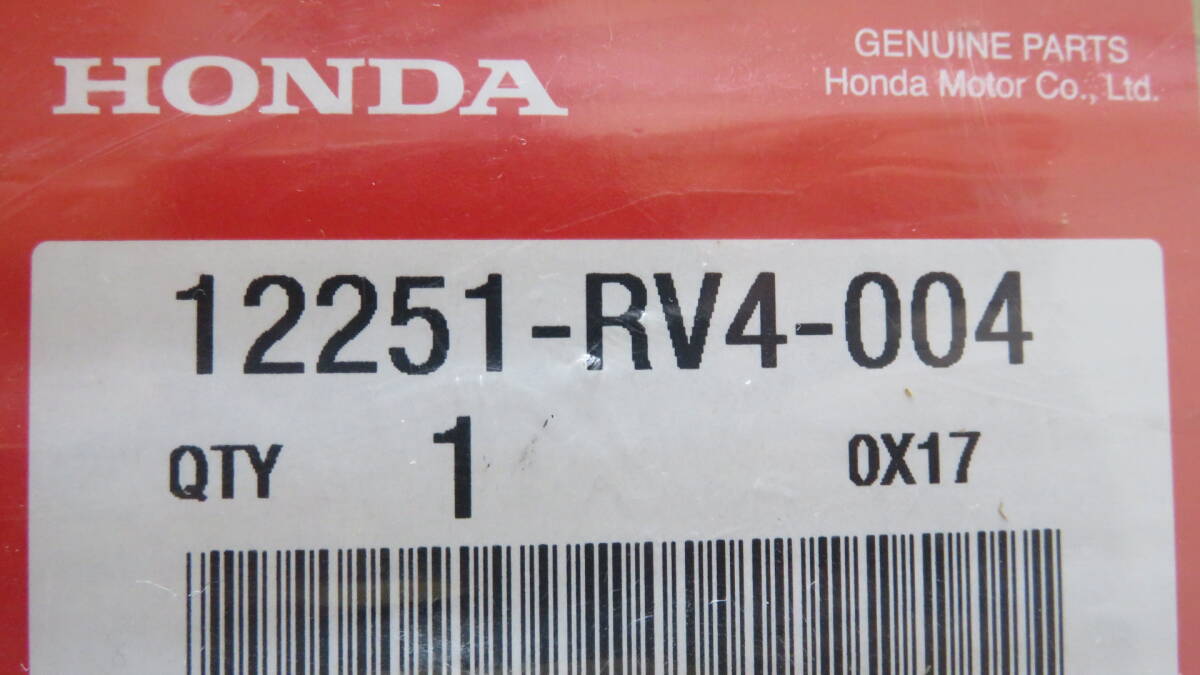 HONDA
GENUINE PARTS
Honda Motor Co., Ltd.
12251-RV4-004
QTY 1 0X17